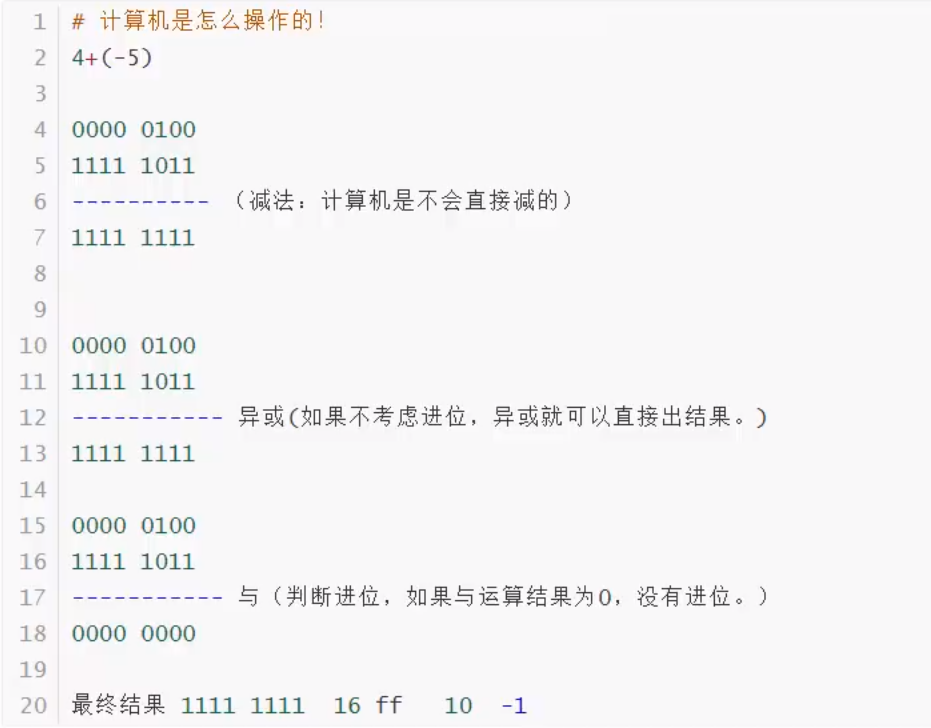 1 # 计算机是怎么操作的!
2 4+(-5)
3
4 0000 0100
5 1111 1011
6 ---------- （减法：计算机是不会直接减的）
7 1111 1111
8
9
10 0000 0100
11 1111 1011
12 ----------- 异或(如果不考虑进位，异或就可以直接出结果。)
13 1111 1111
14
15 0000 0100
16 1111 1011
17 ----------- 与（判断进位，如果与运算结果为0，没有进位。）
18 0000 0000
19
20 最终结果 1111 1111  16 ff   10  -1